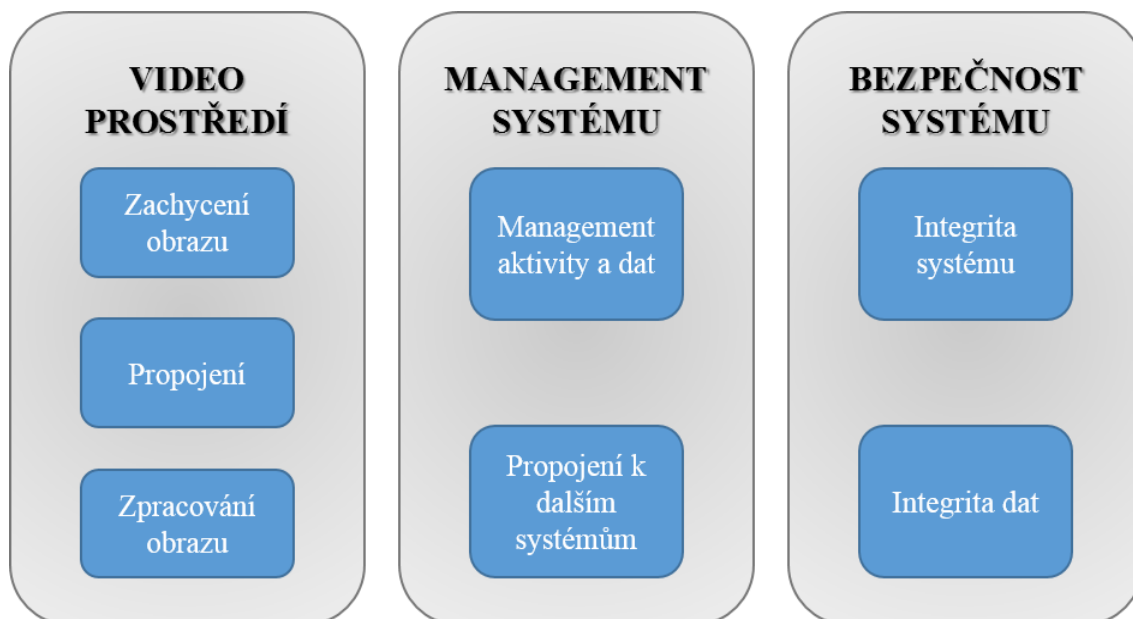 VIDEO
PROSTŘEDÍ
Zachycení
obrazu
Propojení
Zpracování
obrazu
MANAGEMENT
SYSTÉMU
Management
aktivity a dat
Propojení k
dalším
systémům
BEZPEČNOST
SYSTÉMU
Integrita
systému
Integrita dat